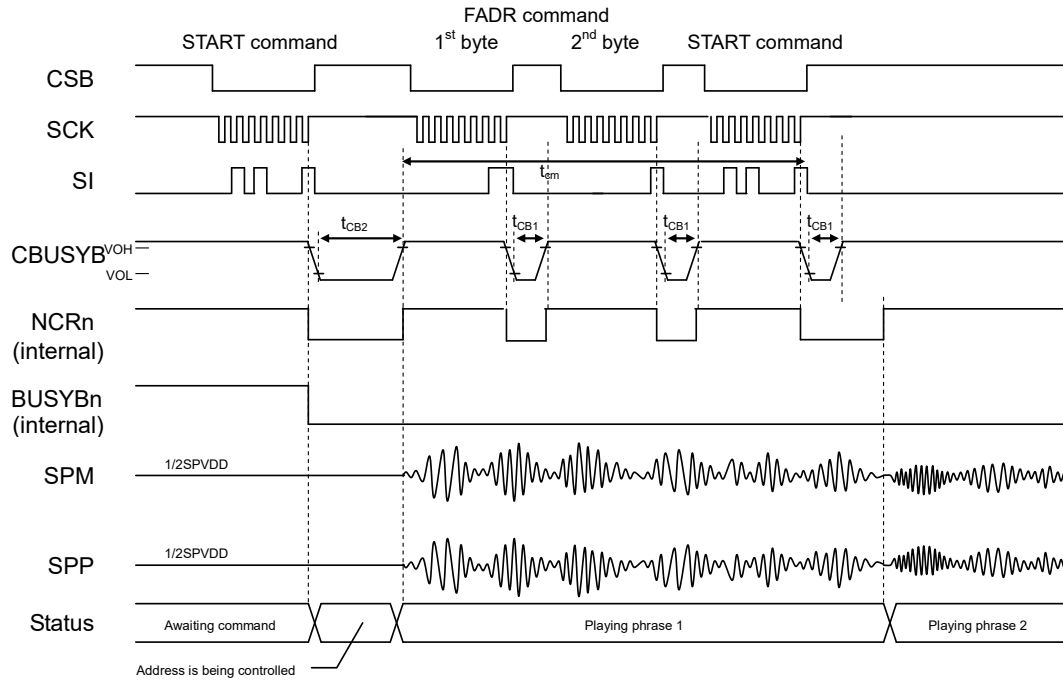 FADR command
START command
1st byte
2nd byte
START command
CSB
SCK
SI
tcm
tCB2
tCB1
tCB1
tCB1
CBUSYB
VOH
VOL
NCRn
(internal)
BUSYBn
(internal)
SPM
1/2SPVDD
SPP
1/2SPVDD
Status
Awaiting command
Playing phrase 1
Playing phrase 2
Address is being controlled